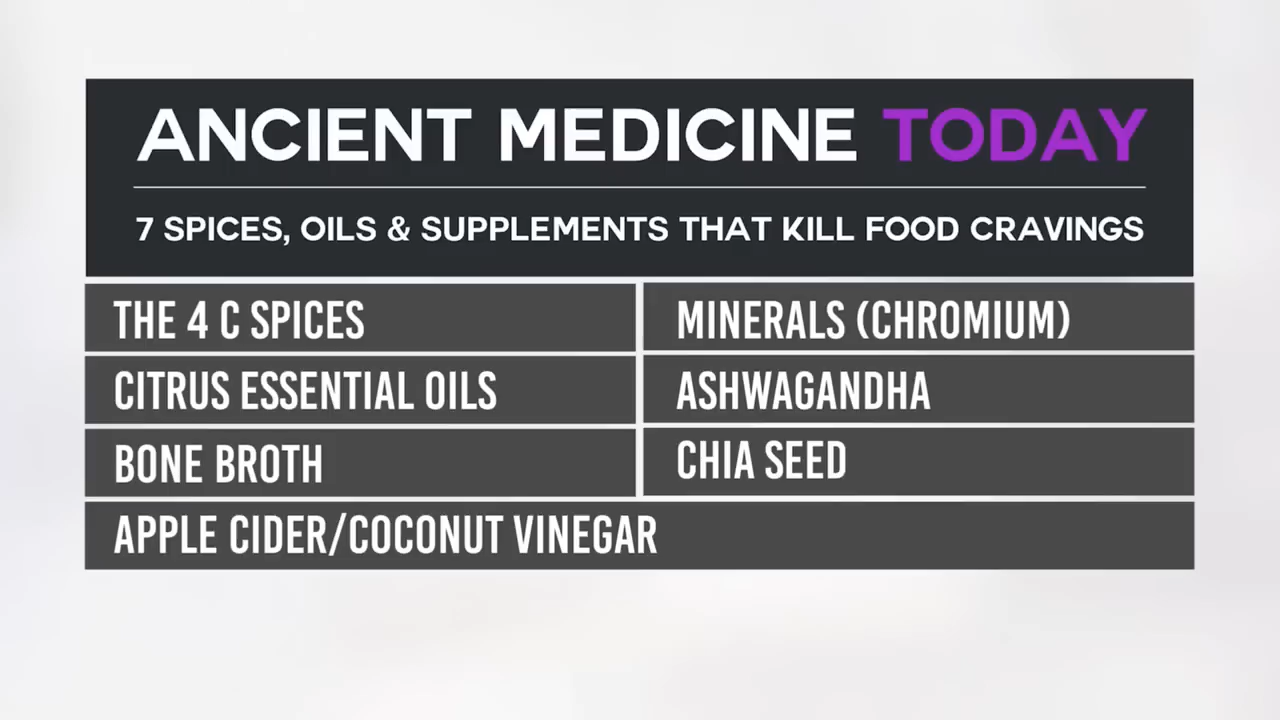 ANCIENT MEDICINE TODAY
7 SPICES, OILS & SUPPLEMENTS THAT KILL FOOD CRAVINGS
THE 4 C SPICES
MINERALS (CHROMIUM)
CITRUS ESSENTIAL OILS
ASHWAGANDHA
BONE BROTH
CHIA SEED
APPLE CIDER/COCONUT VINEGAR